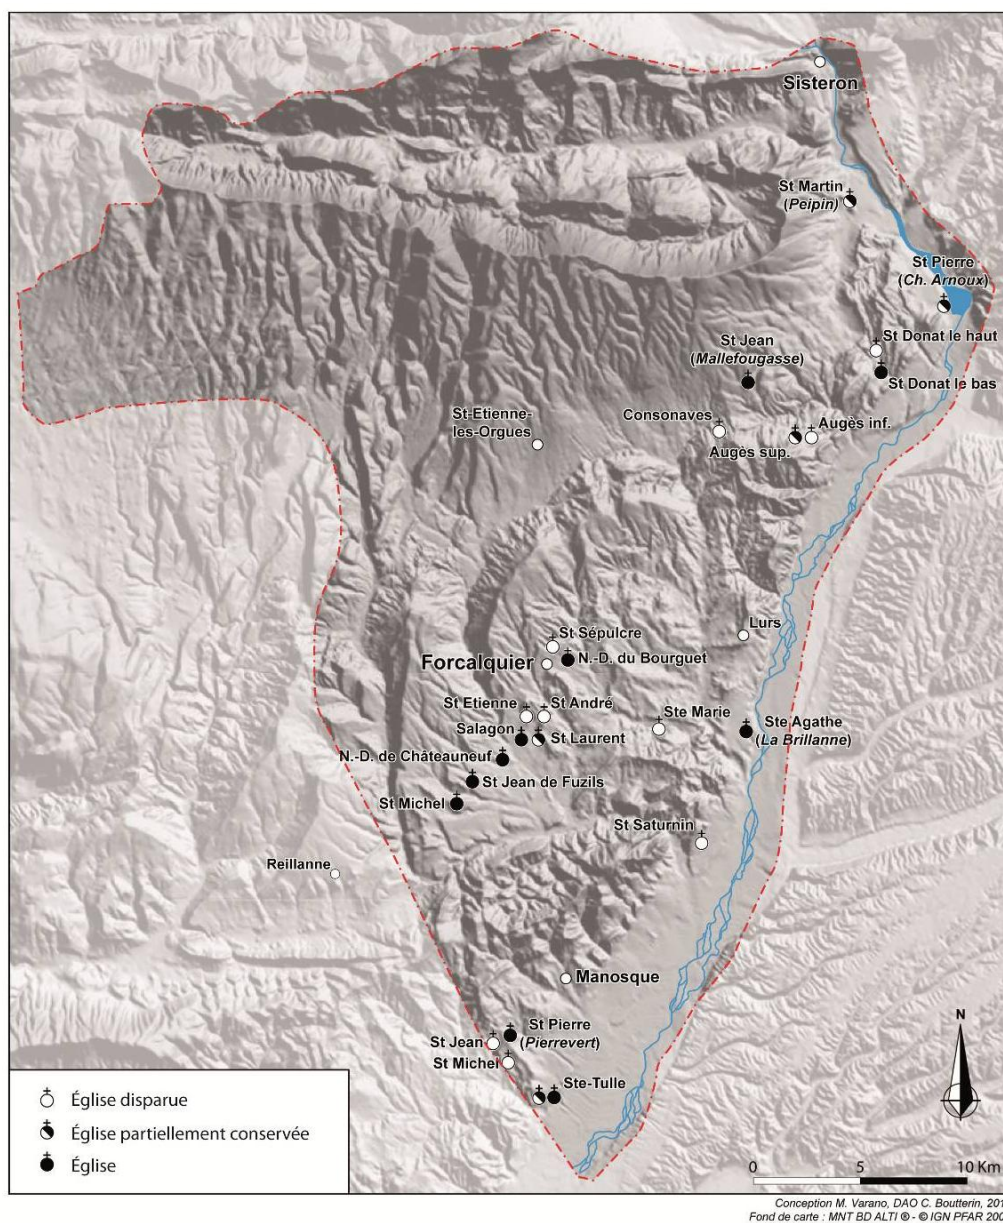 Sisteron
St Martin
(Peipin)
St Pierre
(Ch. Arnoux)
St Donat le haut
St Jean
(Mallefougasse)
St Donat le bas
St-Etienne-
les-Orgues
Consonaves
Augès inf.
Augès sup.
Lurs
St Sépulcre
N.-D. du Bourguet
Forcalquier
St Etienne
St André
Ste Marie
Ste Agathe
(La Brillanne)
Salagon
St Laurent
N.-D. de Châteauneuf
St Jean de Fuzils
St Michel
St Saturnin
Reillanne
Manosque
St Pierre
(Pierrevert)
St Jean
St Michel
Ste-Tulle
N
Église disparue
Église partiellement conservée
Église
0 5 10 Km
Conception M. Varano, DAO C. Boutterin,
Fond de carte : MNT BD ALTI ® - © IGN PFAR